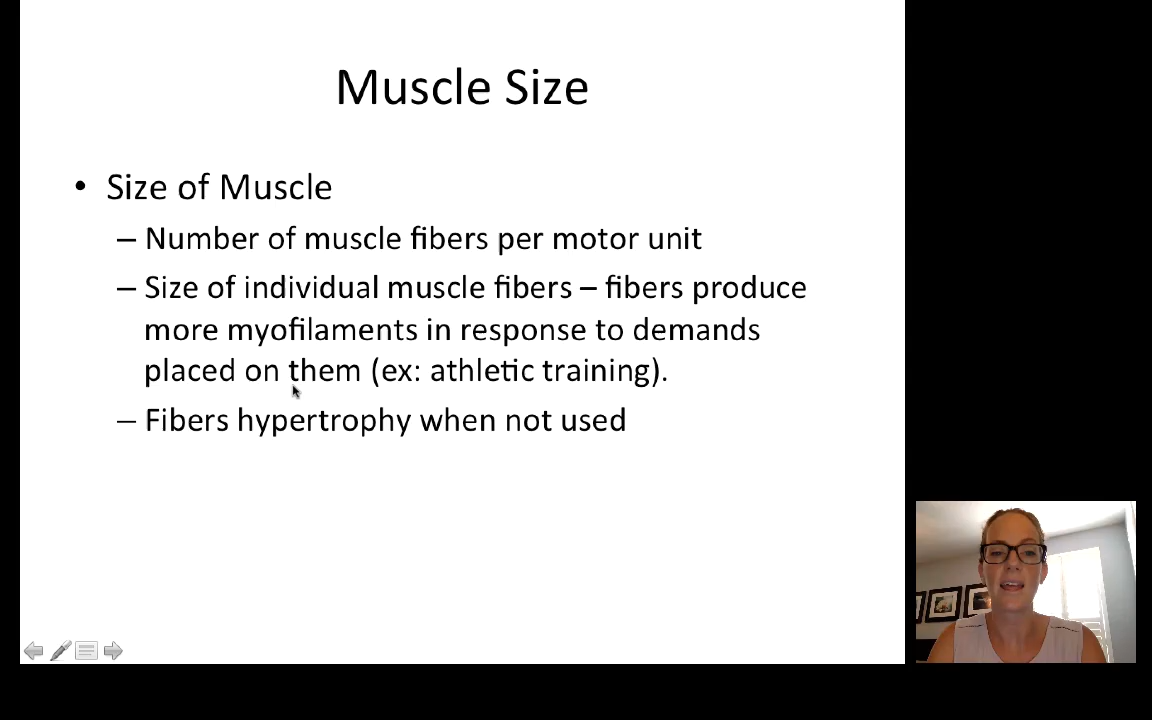 Muscle Size
• Size of Muscle
– Number of muscle fibers per motor unit
– Size of individual muscle fibers – fibers produce
more myofilaments in response to demands
placed on them (ex: athletic training).
– Fibers hypertrophy when not used